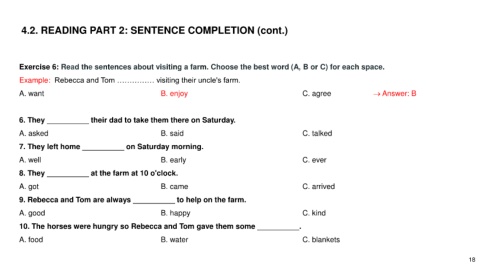 4.2. READING PART 2: SENTENCE COMPLETION (cont.)
Exercise 6: Read the sentences about visiting a farm. Choose the best word (A, B or C) for each space.
Example: Rebecca and Tom …………… visiting their uncle's farm.
A. want B. enjoy C. agree → Answer: B
6. They __________ their dad to take them there on Saturday.
A. asked B. said C. talked
7. They left home __________ on Saturday morning.
A. well B. early C. ever
8. They __________ at the farm at 10 o'clock.
A. got B. came C. arrived
9. Rebecca and Tom are always __________ to help on the farm.
A. good B. happy C. kind
10. The horses were hungry so Rebecca and Tom gave them some __________.
A. food B. water C. blankets
18